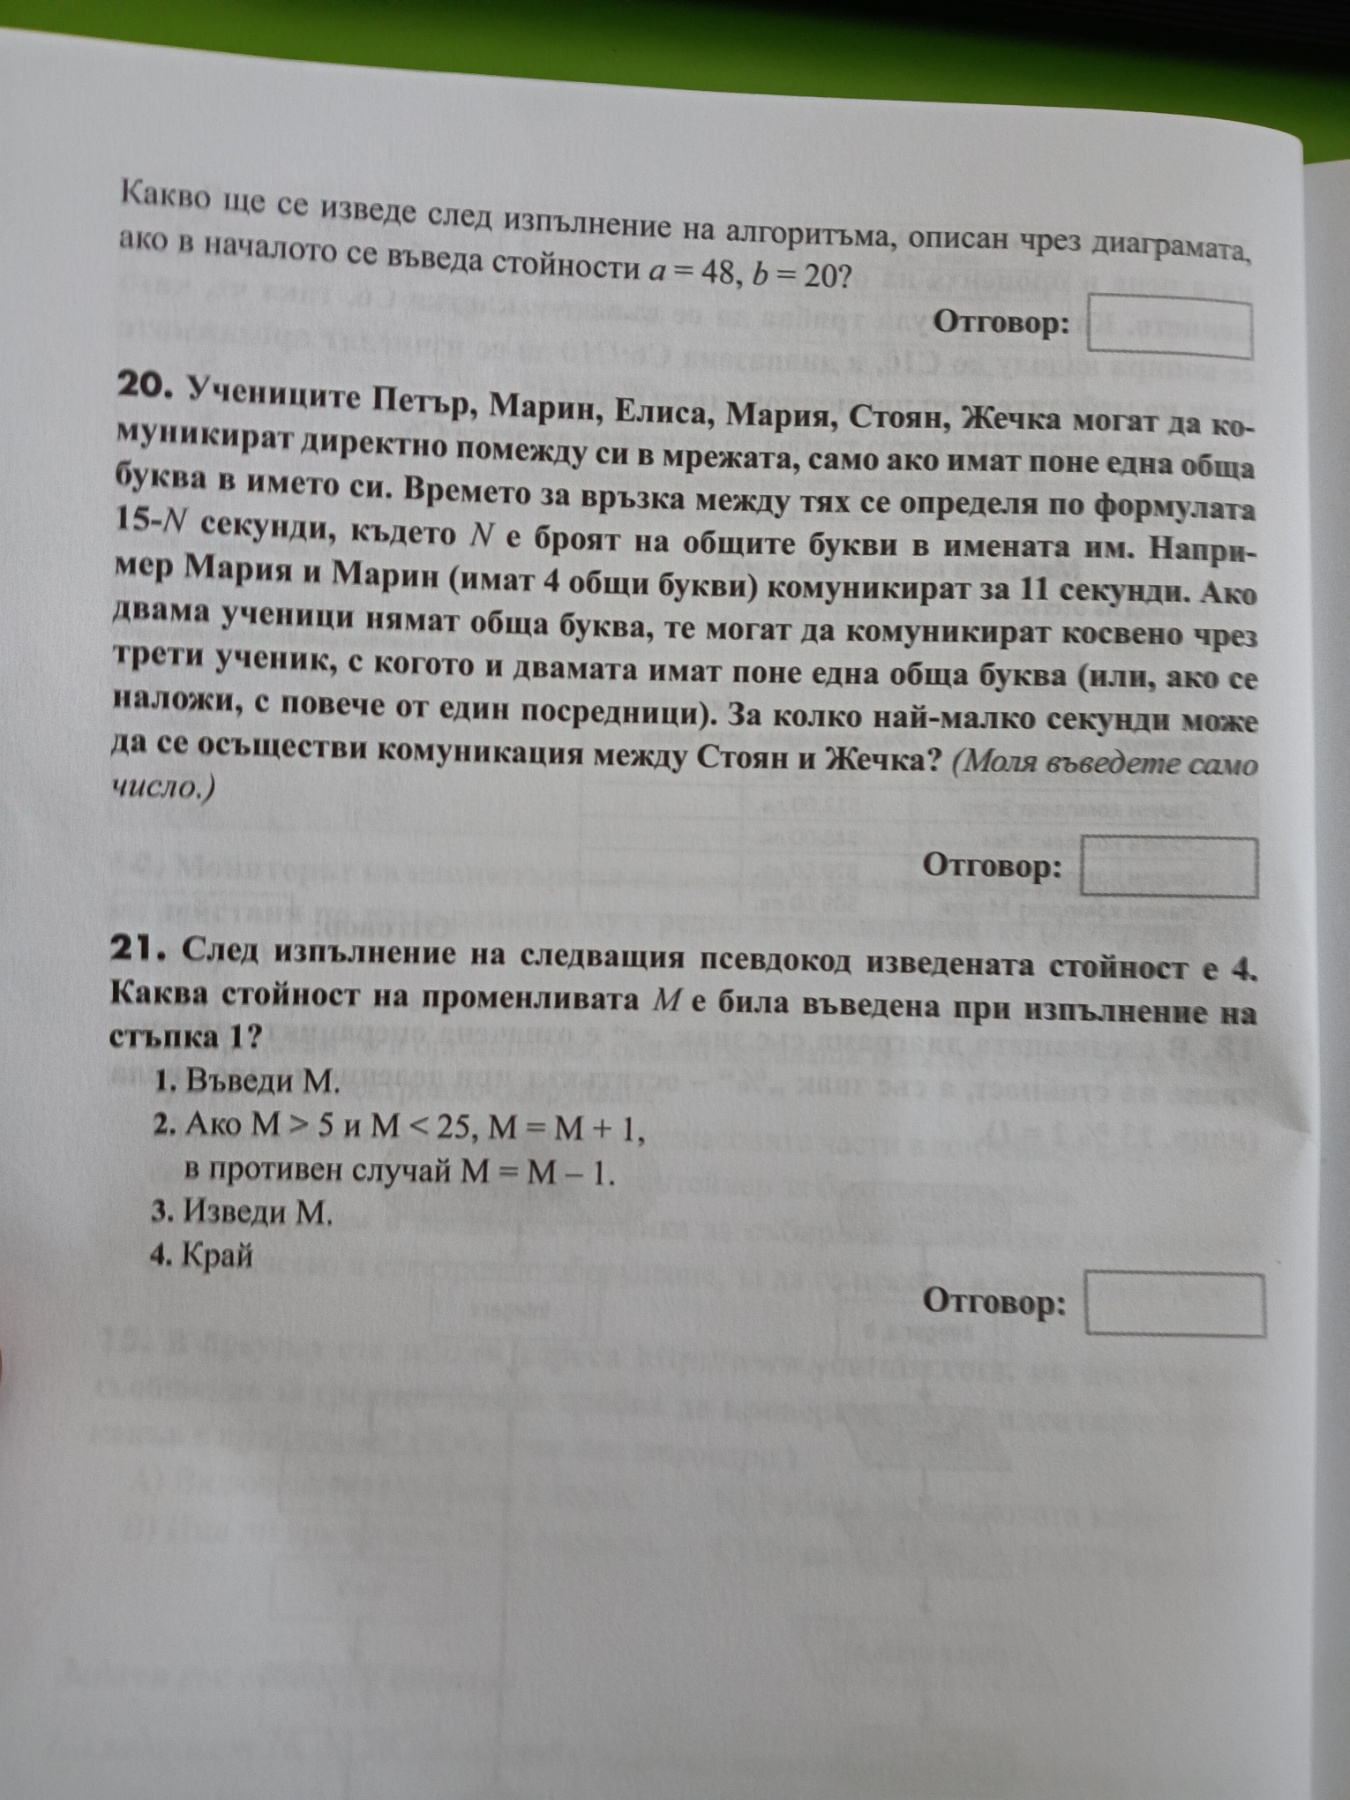 Какво ще се изведе след изпълнение на алгоритъма, описан чрез диаграмата,
ако в началото се въведа стойности a = 48, b = 20?
Отговор:
20. Учениците Петър, Марин, Елиса, Мария, Стоян, Жечка могат да ко-
муникират директно помежду си в мрежата, само ако имат поне една обща
буква в името си. Времето за връзка между тях се определя по формулата
15-N секунди, където N е броят на общите букви в имената им. Напри-
мер Мария и Марин (имат 4 общи букви) комуникират за 11 секунди. Ако
двама ученици нямат обща буква, те могат да комуникират косвено чрез
трети ученик, с когото и двамата имат поне една обща буква (или, ако се
наложи, с повече от един посредници). За колко най-малко секунди може
да се осъществи комуникация между Стоян и Жечка? (Моля въведете само
число.)
Отговор:
21. След изпълнение на следващия псевдокод изведената стойност е 4.
Каква стойност на променливата M е била въведена при изпълнение на
стъпка 1?
1. Въведи M.
2. Ако M > 5 и M < 25, M = M + 1,
в противен случай M = M – 1.
3. Изведи M.
4. Край
Отговор: